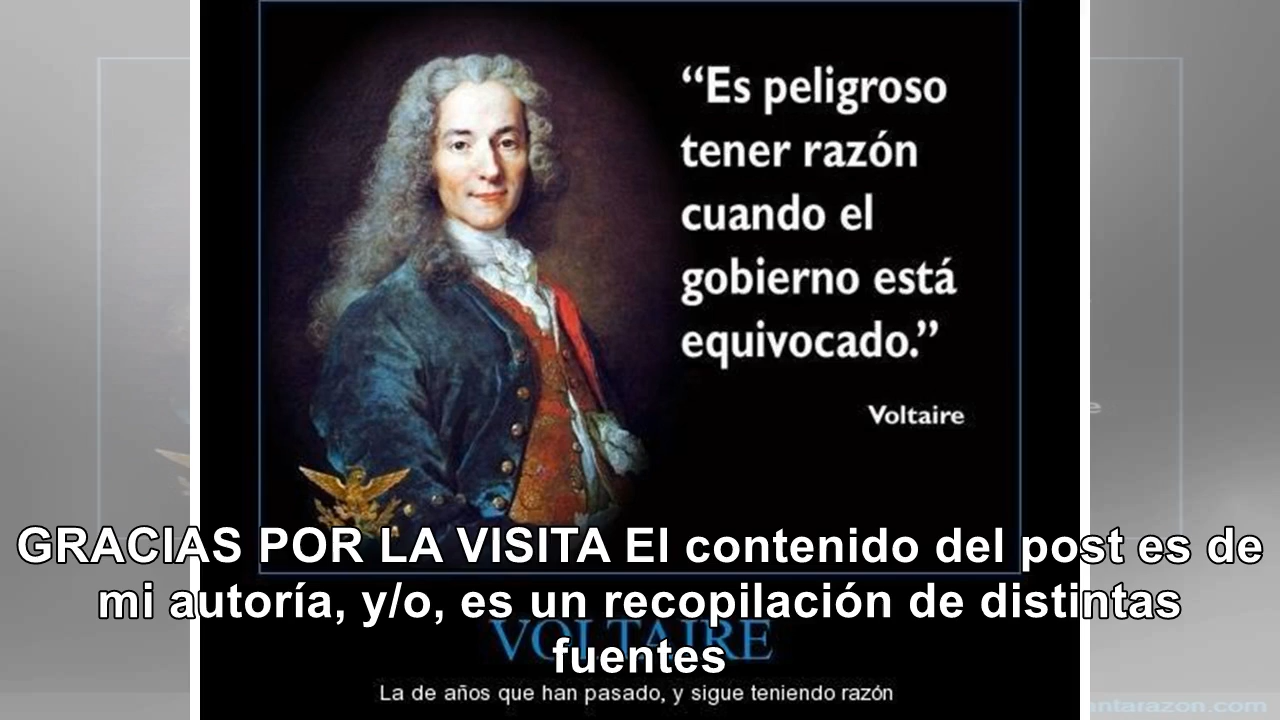 “Es peligroso
tener razón
cuando el
gobierno está
equivocado.”
Voltaire
GRACIAS POR LA VISITA El contenido del post es de
mi autoría, y/o, es un recopilación de distintas
fuentes
VOLTAIRE
La de años que han pasado, y sigue teniendo razón
antarazon.com